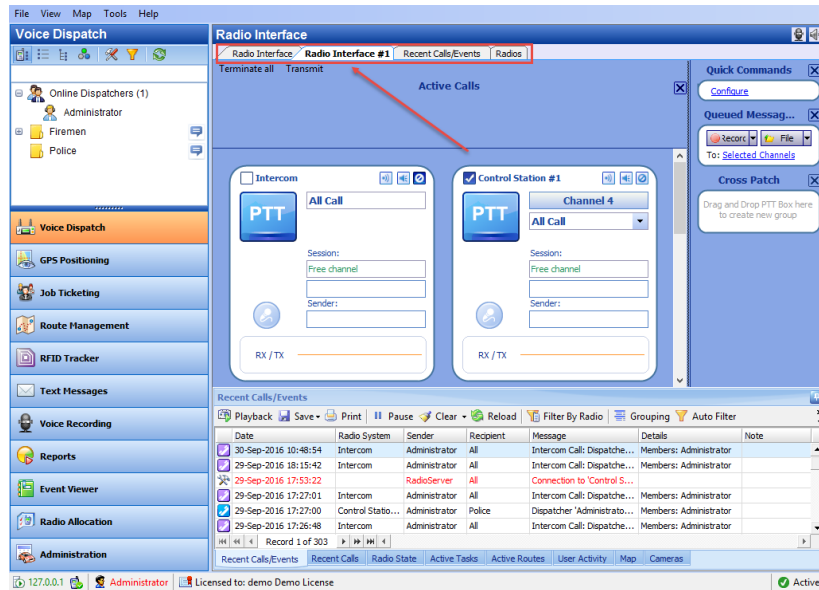 File View Map Tools Help
Voice Dispatch
Radio Interface
Radio Interface Radio Interface #1 Recent Calls/Events Radios
Terminate all Transmit
Active Calls
Quick Commands
Configure
Online Dispatchers (1)
Administrator
Firemen
Police
Queued Messag...
Recorc File
To: Selected Channels
Cross Patch
Drag and Drop PTT Box here
to create new group
Intercom
PTT
All Call
Session:
Free channel
Sender:
RX / TX
Control Station #1
PTT
Channel 4
All Call
Session:
Free channel
Sender:
RX / TX
Voice Dispatch
GPS Positioning
Job Ticketing
Route Management
RFID Tracker
Text Messages
Voice Recording
Reports
Event Viewer
Radio Allocation
Administration
Recent Calls/Events
Playback Save Print Pause Clear Reload Filter By Radio Grouping Auto Filter
Date Radio System Sender Recipient Message Details Note
30-Sep-2016 10:48:54 Intercom Administrator All Intercom Call: Dispatche... Members: Administrator
29-Sep-2016 18:15:42 Intercom Administrator All Intercom Call: Dispatche... Members: Administrator
29-Sep-2016 17:53:22 RadioServer All Connection to 'Control S...
29-Sep-2016 17:27:01 Intercom Administrator All Intercom Call: Dispatche... Members: Administrator
29-Sep-2016 17:27:00 Control Statio... Administrator Police Dispatcher 'Administrato... Members: Administrator
29-Sep-2016 17:26:48 Intercom Administrator All Intercom Call: Dispatche... Members: Administrator
Record 1 of 303
Recent Calls/Events Recent Calls Radio State Active Tasks Active Routes User Activity Map Cameras
127.0.0.1 Administrator Licensed to: demo Demo License Active